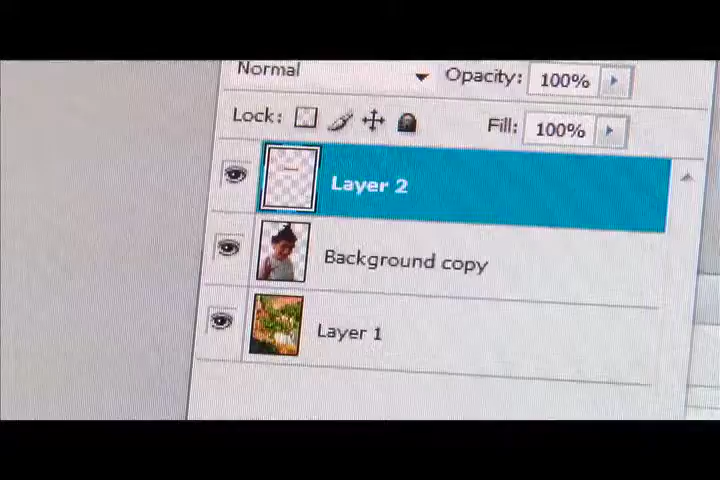 Normal
Opacity: 100%
Lock:
Fill: 100%
Layer 2
Background copy
Layer 1